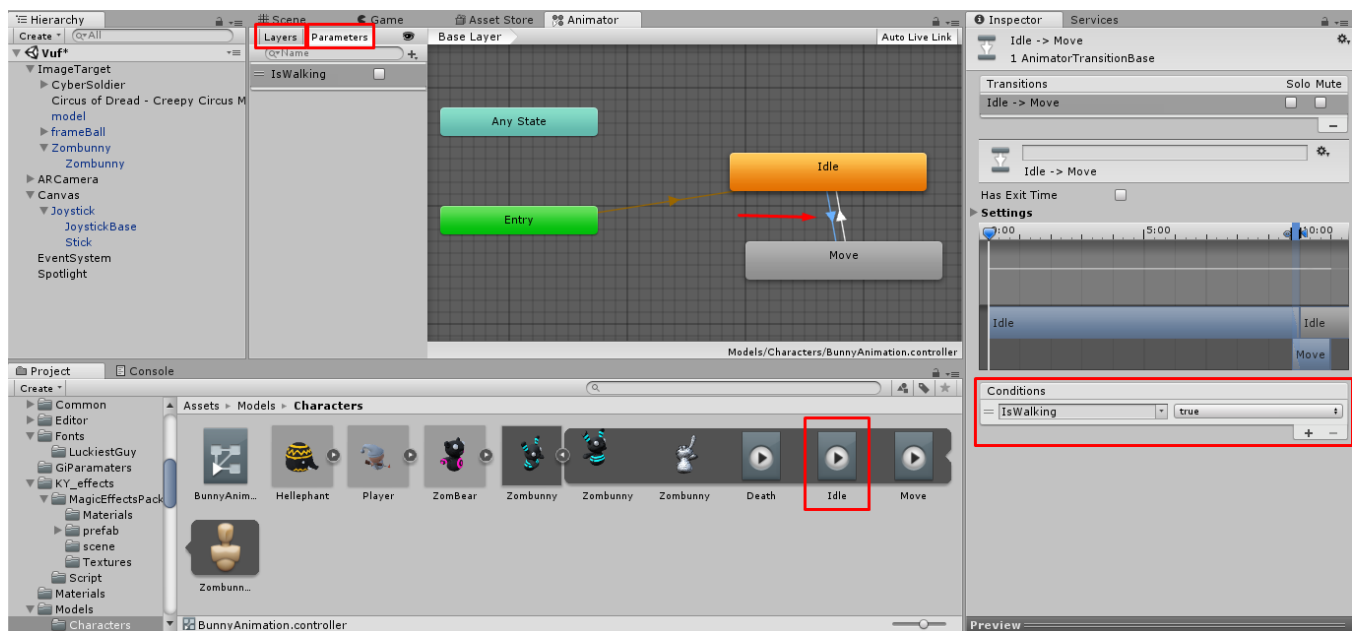 Hierarchy
Create
All
Vuf*
ImageTarget
CyberSoldier
Circus of Dread - Creepy Circus M
model
frameBall
Zombunny
Zombunny
ARCamera
Canvas
Joystick
JoystickBase
Stick
EventSystem
Spotlight
# Scene
Game
Asset Store
Animator
Layers
Parameters
Base Layer
Auto Live Link
Name
IsWalking
Any State
Idle
Entry
Move
Models/Characters/BunnyAnimation.controller
Inspector
Services
Idle -> Move
1 AnimatorTransitionBase
Transitions
Solo Mute
Idle -> Move
Idle -> Move
Has Exit Time
Settings
0:00
5:00
10:00
Idle
Idle
Move
Conditions
IsWalking
true
Project
Console
Create
Common
Editor
Fonts
LuckiestGuy
GiParamaters
KY_effects
MagicEffectsPack
Materials
prefab
scene
Textures
Script
Materials
Models
Characters
Assets
Models
Characters
BunnyAnim...
Hellephant
Player
ZomBear
Zombunny
Zombunny
Zombunny
Death
Idle
Move
Zombunn...
BunnyAnimation.controller
Preview